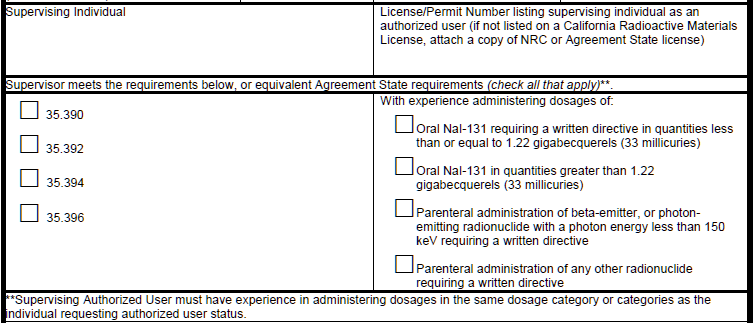 Supervising Individual
License/Permit Number listing supervising individual as an
authorized user (if not listed on a California Radioactive Materials
License, attach a copy of NRC or Agreement State license)
Supervisor meets the requirements below, or equivalent Agreement State requirements (check all that apply)**.
35.390
35.392
35.394
35.396
With experience administering dosages of:
Oral NaI-131 requiring a written directive in quantities less
than or equal to 1.22 gigabecquerels (33 millicuries)
Oral NaI-131 in quantities greater than 1.22
gigabecquerels (33 millicuries)
Parenteral administration of beta-emitter, or photon-
emitting radionuclide with a photon energy less than 150
keV requiring a written directive
Parenteral administration of any other radionuclide
requiring a written directive
**Supervising Authorized User must have experience in administering dosages in the same dosage category or categories as the
individual requesting authorized user status.